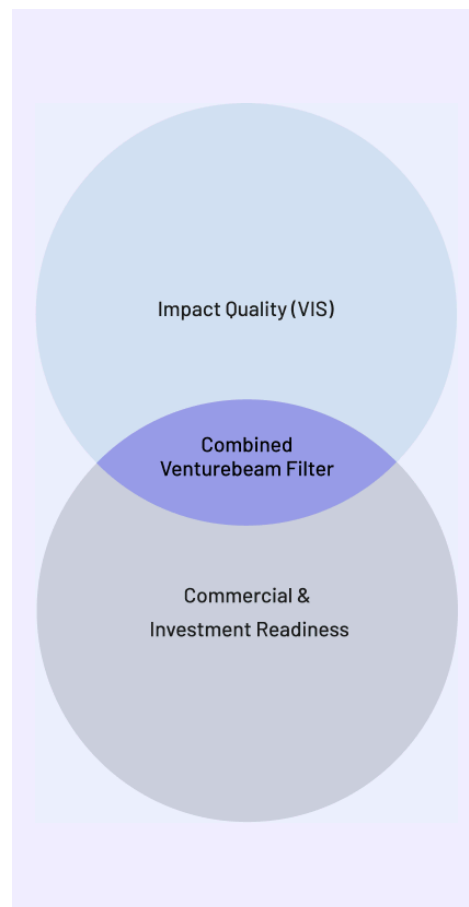 Impact Quality (VIS)
Combined
Venturebeam Filter
Commercial &
Investment Readiness